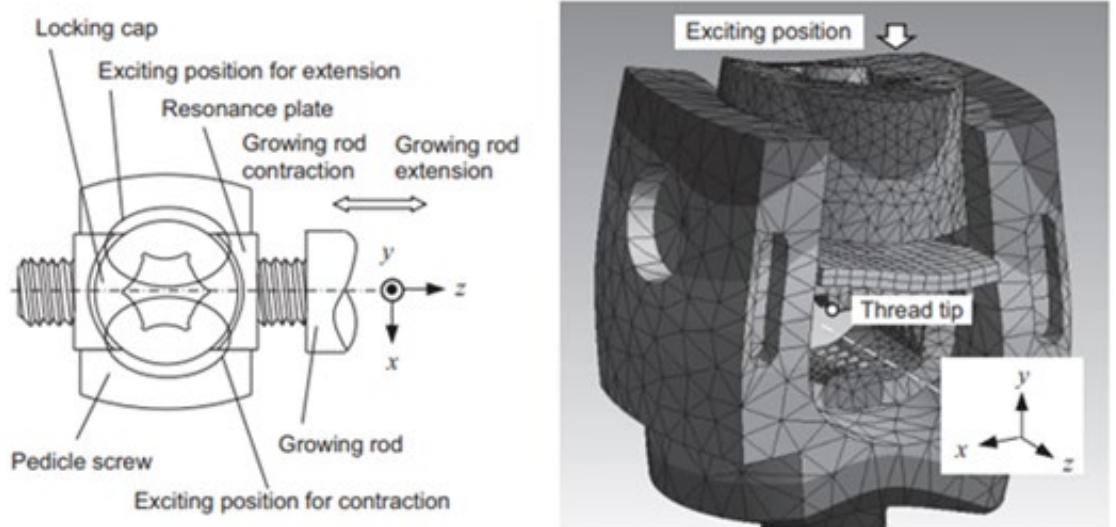 Locking cap
Exciting position for extension
Resonance plate
Growing rod
contraction
Growing rod
extension
y
z
x
Growing rod
Pedicle screw
Exciting position for contraction
Exciting position
Thread tip
y
x
z